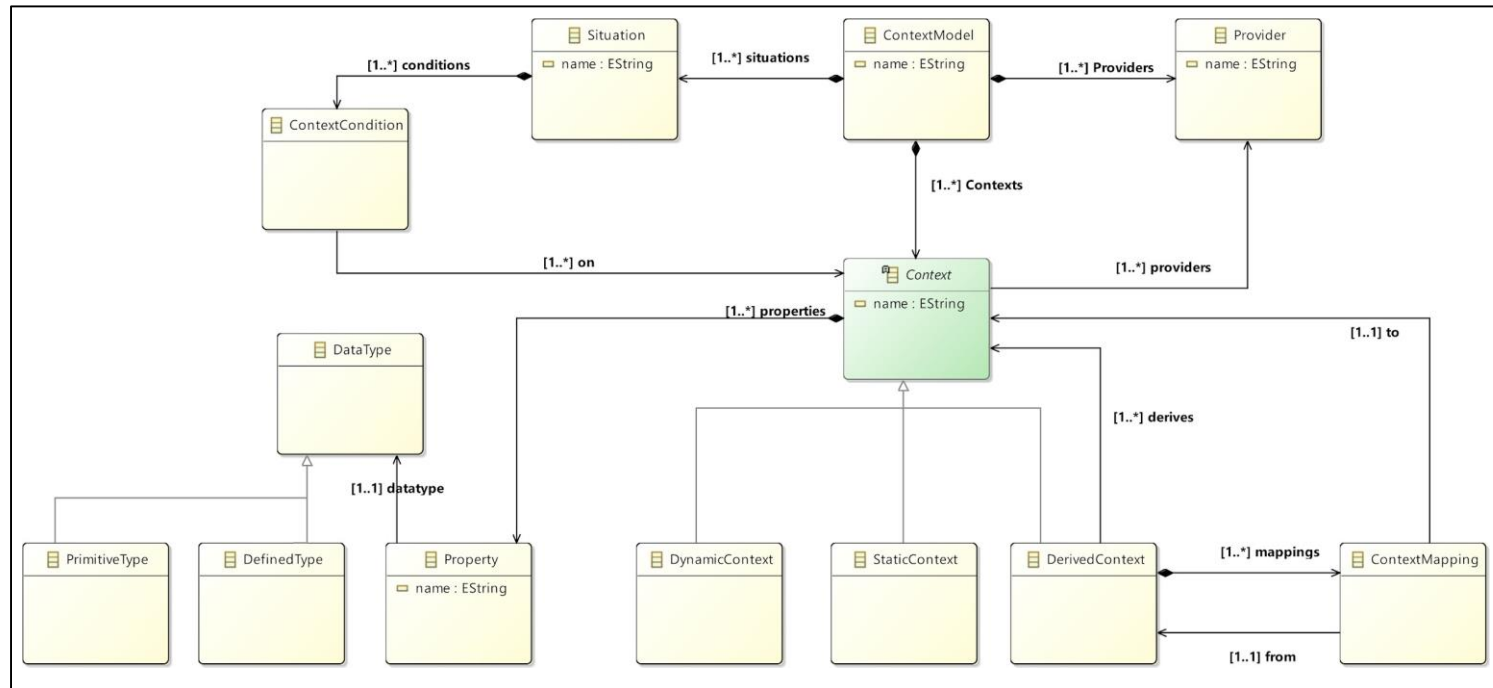 Situation
name : EString
ContextModel
name : EString
Provider
name : EString
[1..*] conditions
[1..*] situations
[1..*] Providers
ContextCondition
[1..*] Contexts
[1..*] on
Context
name : EString
[1..*] providers
[1..*] properties
[1..1] to
DataType
[1..*] derives
[1..1] datatype
PrimitiveType
DefinedType
Property
name : EString
DynamicContext
StaticContext
DerivedContext
[1..*] mappings
ContextMapping
[1..1] from